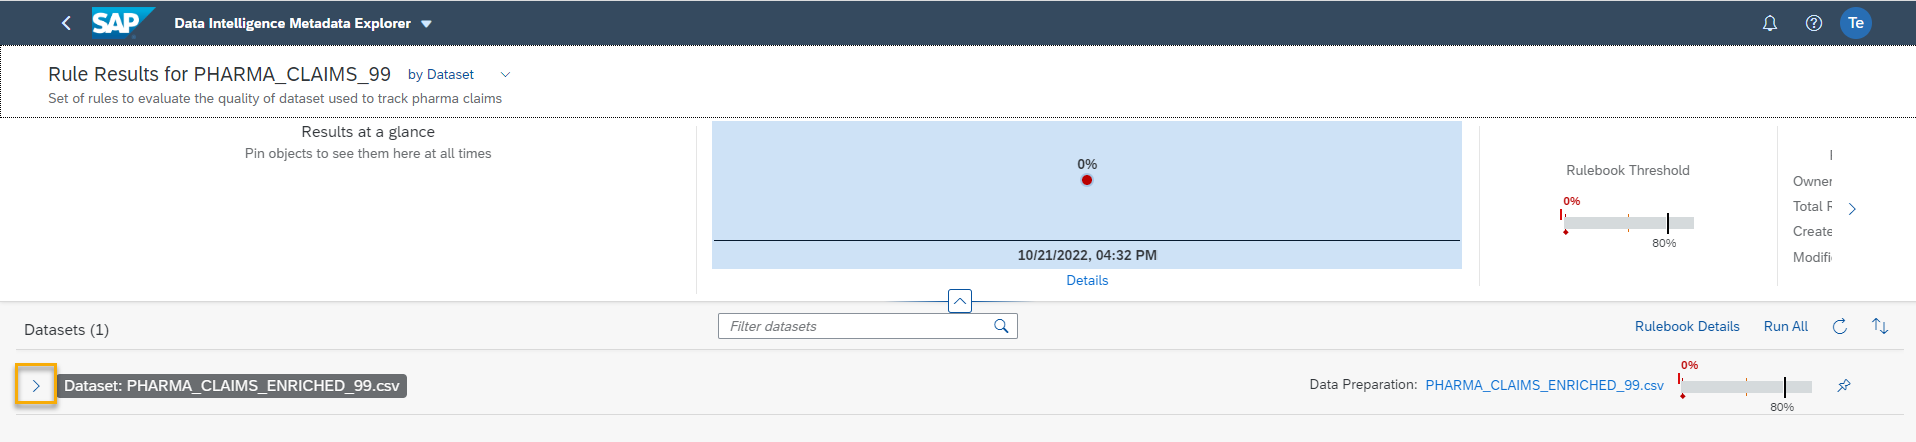 SAP
Data Intelligence Metadata Explorer
Te
Rule Results for PHARMA_CLAIMS_99 by Dataset
Set of rules to evaluate the quality of dataset used to track pharma claims
Results at a glance
Pin objects to see them here at all times
0%
10/21/2022, 04:32 PM
Details
Rulebook Threshold
0%
80%
Owner
Total R
Create
Modifi
Datasets (1)
Filter datasets
Rulebook Details
Run All
Dataset: PHARMA_CLAIMS_ENRICHED_99.csv
Data Preparation: PHARMA_CLAIMS_ENRICHED_99.csv
0%
80%